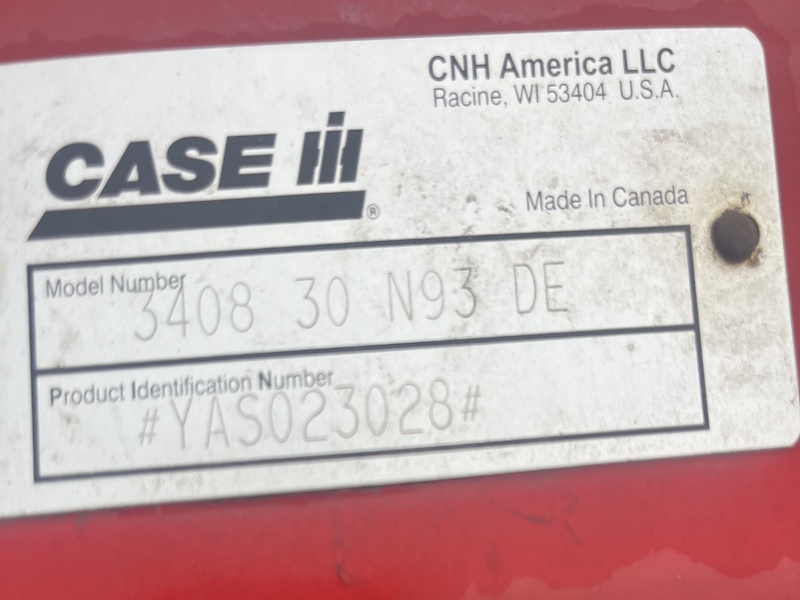 CNH America LLC
Racine, WI 53404 U.S.A.
CASE IH
®
Made In Canada
Model Number
3408 30 N93 DE
Product Identification Number
#YAS023028#